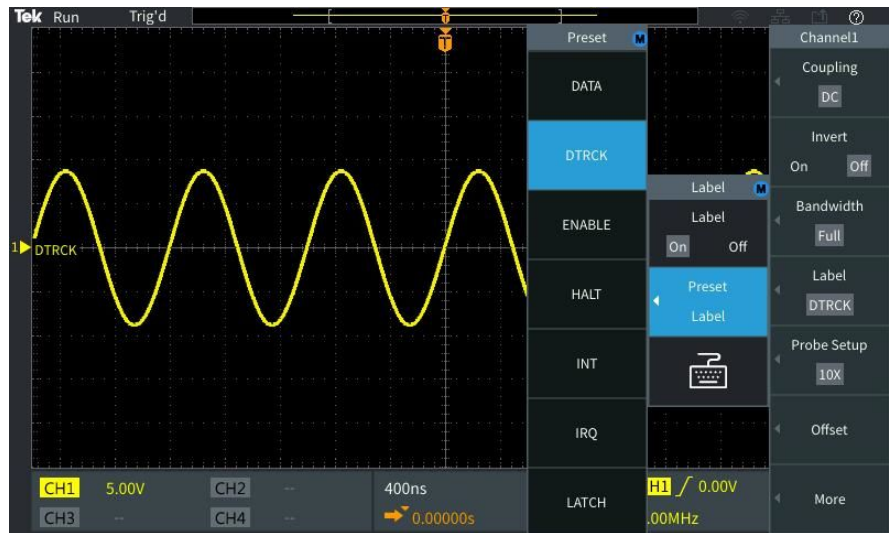 Tek Run Trig'd
T
T
Preset M
DATA
DTRCK
ENABLE
HALT
INT
IRQ
LATCH
Label M
Label
On Off
Preset
Label
Channel1
Coupling
DC
Invert
On Off
Bandwidth
Full
Label
DTRCK
Probe Setup
10X
Offset
More
1 DTRCK
CH1 5.00V CH2 --
CH3 -- CH4 --
400ns
0.00000s
H1 0.00V
.00MHz